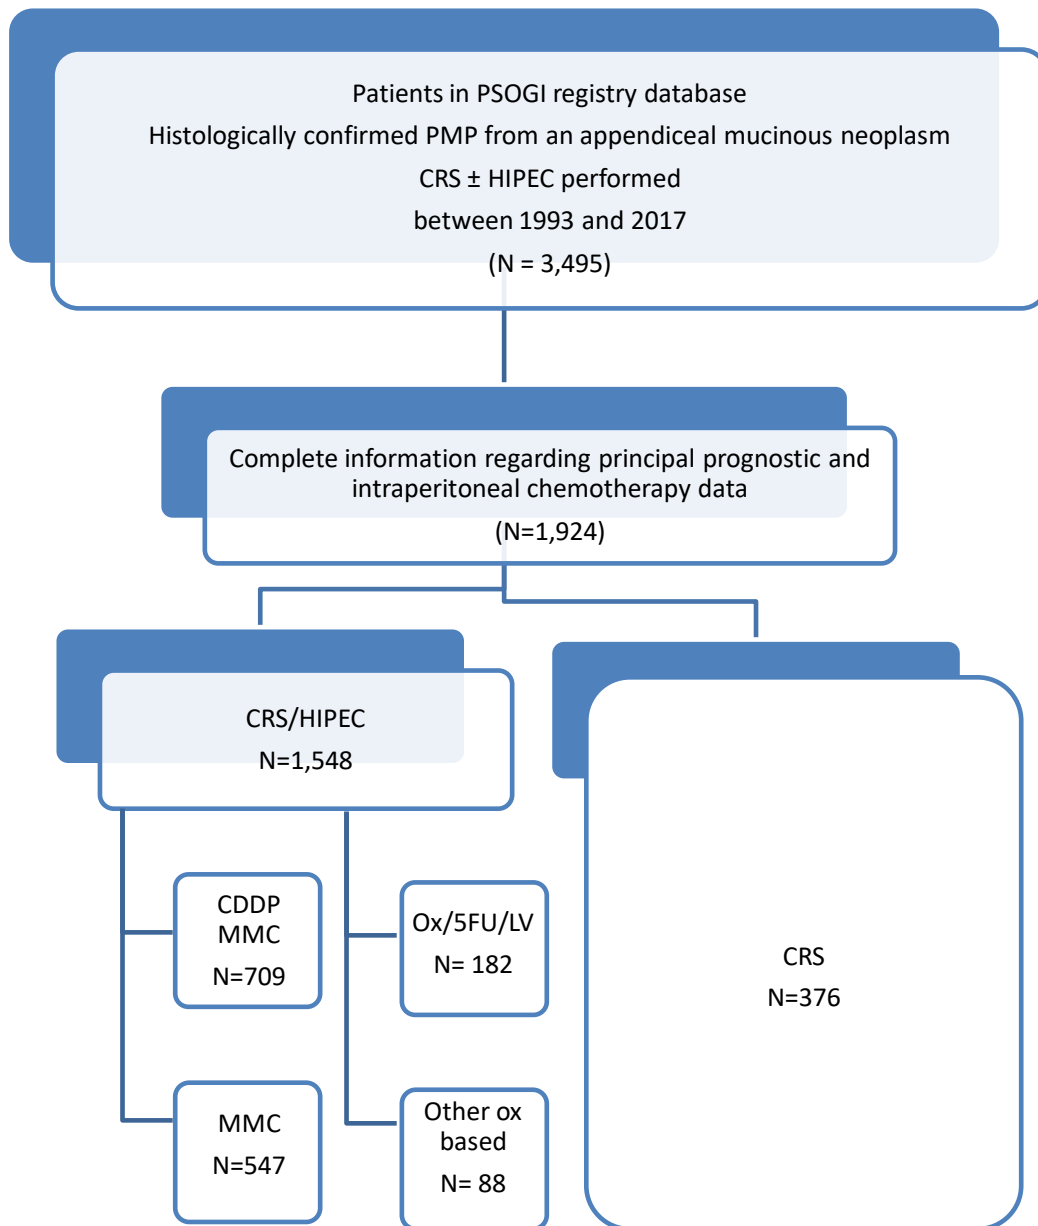 Patients in PSOGI registry database
Histologically confirmed PMP from an appendiceal mucinous neoplasm
CRS ± HIPEC performed
between 1993 and 2017
(N = 3,495)
Complete information regarding principal prognostic and
intraperitoneal chemotherapy data
(N=1,924)
CRS/HIPEC
N=1,548
CDDP
MMC
N=709
Ox/5FU/LV
N= 182
MMC
N=547
Other ox
based
N= 88
CRS
N=376